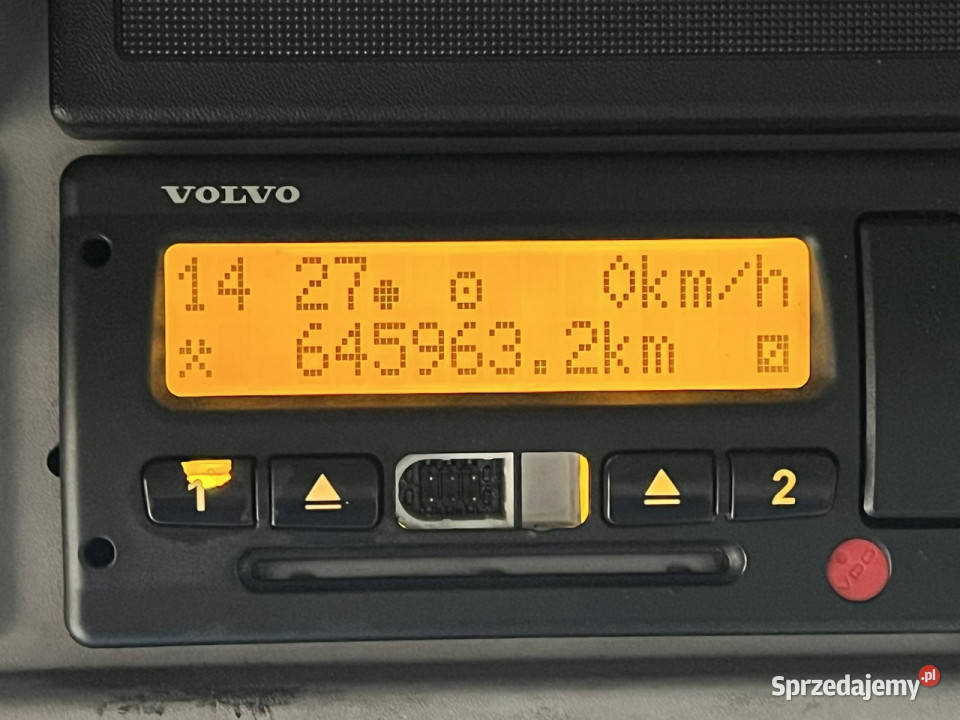 VOLVO
14 27 0km/h
645963.2km
1 2
VDO
Sprzedajemy.pl